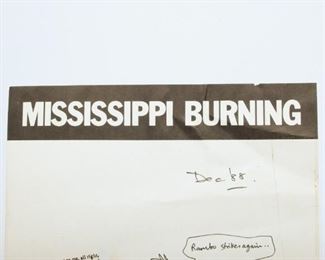 MISSISSIPPI BURNING
Dec '88.
Rambo strikes again..